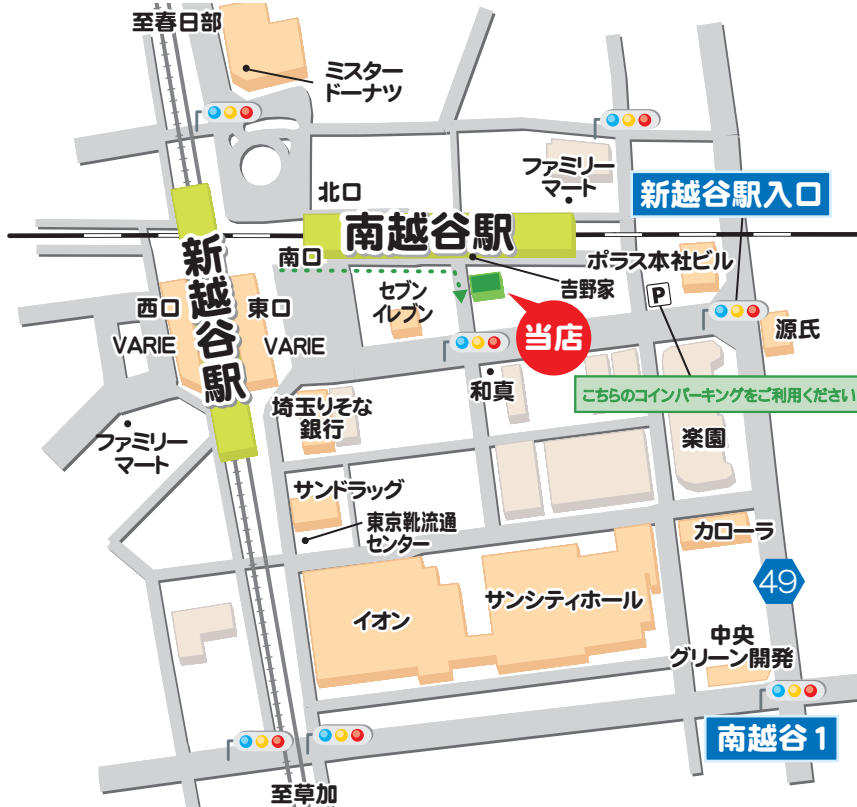 至春日部
ミスター
ドーナツ
ファミリー
マート
北口
新越谷駅入口
南越谷駅
南口
新越谷駅
吉野家
ポラス本社ビル
P
セブン
イレブン
当店
西口
東口
VARIE
VARIE
源氏
和真
こちらのコインパーキングをご利用ください
埼玉りそな
銀行
ファミリー
マート
楽園
サンドラッグ
東京靴流通
センター
カローラ
49
イオン
サンシティホール
中央
グリーン開発
南越谷1
至草加